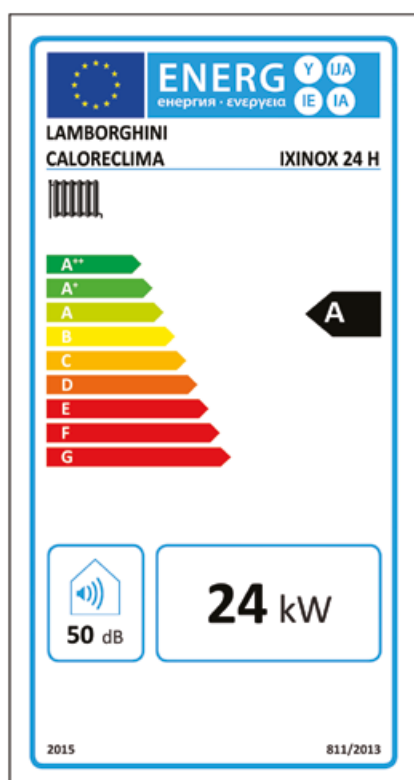 ENERG Y IJA
енергия · ενεργεια IE IA
LAMBORGHINI
CALORECLIMA IXINOX 24 H
A++
A+
A
A
B
C
D
E
F
G
50 dB
24 kW
2015 811/2013